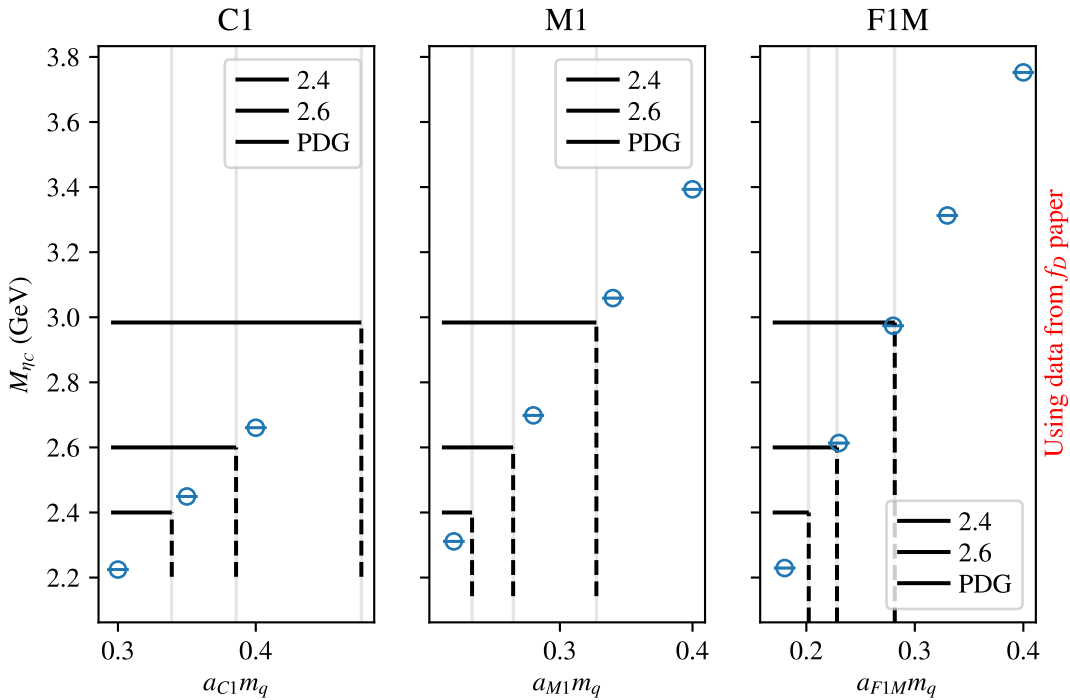 C1 M1 F1M
3.8
3.6
3.4
3.2
3.0
2.8
2.6
2.4
2.2
M_{η_C} (GeV)
2.4
2.6
PDG
2.4
2.6
PDG
2.4
2.6
PDG
0.3 0.4
0.3 0.4
0.2 0.3 0.4
a_{C1}m_q
a_{M1}m_q
a_{F1M}m_q
Using data from f_D paper